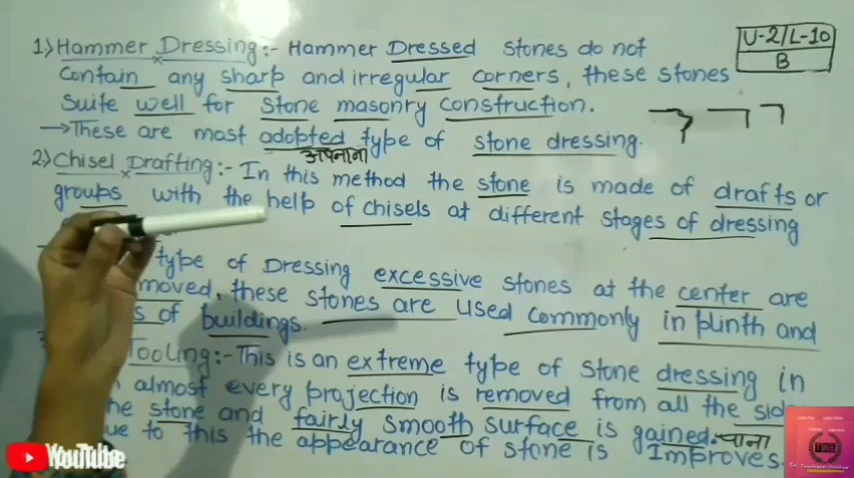 U-2/L-10
B
1) Hammer Dressing:- Hammer Dressed stones do not
contain any sharp and irregular corners, these stones
suite well for stone masonry construction.
→ These are most adopted type of stone dressing.
अपनाना
2) Chisel Drafting:- In this method the stone is made of drafts or
groups with the help of chisels at different stages of dressing
type of Dressing excessive stones at the center are
moved, these stones are used commonly in plinth and
s of buildings.
Tooling:- This is an extreme type of stone dressing in
almost every projection is removed from all the sid
stone and fairly smooth surface is gained. पाना
to this the appearance of stone is Improves.
YouTube
TWB